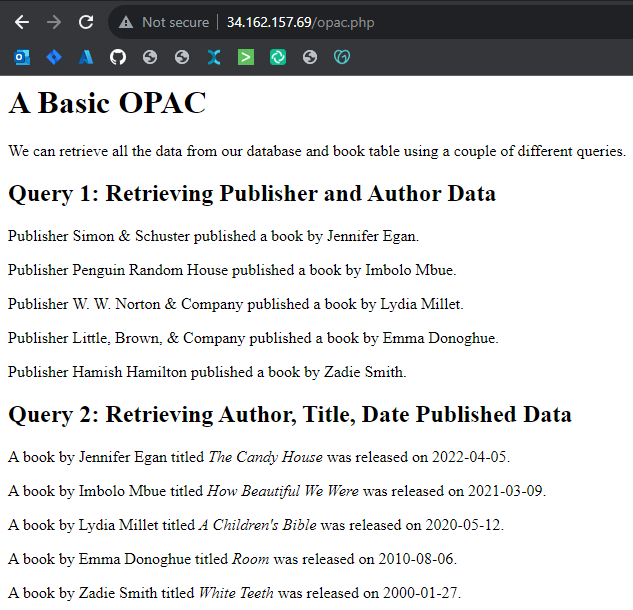 Not secure 34.162.157.69/opac.php
A Basic OPAC
We can retrieve all the data from our database and book table using a couple of different queries.
Query 1: Retrieving Publisher and Author Data
Publisher Simon & Schuster published a book by Jennifer Egan.
Publisher Penguin Random House published a book by Imbolo Mbue.
Publisher W. W. Norton & Company published a book by Lydia Millet.
Publisher Little, Brown, & Company published a book by Emma Donoghue.
Publisher Hamish Hamilton published a book by Zadie Smith.
Query 2: Retrieving Author, Title, Date Published Data
A book by Jennifer Egan titled The Candy House was released on 2022-04-05.
A book by Imbolo Mbue titled How Beautiful We Were was released on 2021-03-09.
A book by Lydia Millet titled A Children's Bible was released on 2020-05-12.
A book by Emma Donoghue titled Room was released on 2010-08-06.
A book by Zadie Smith titled White Teeth was released on 2000-01-27.